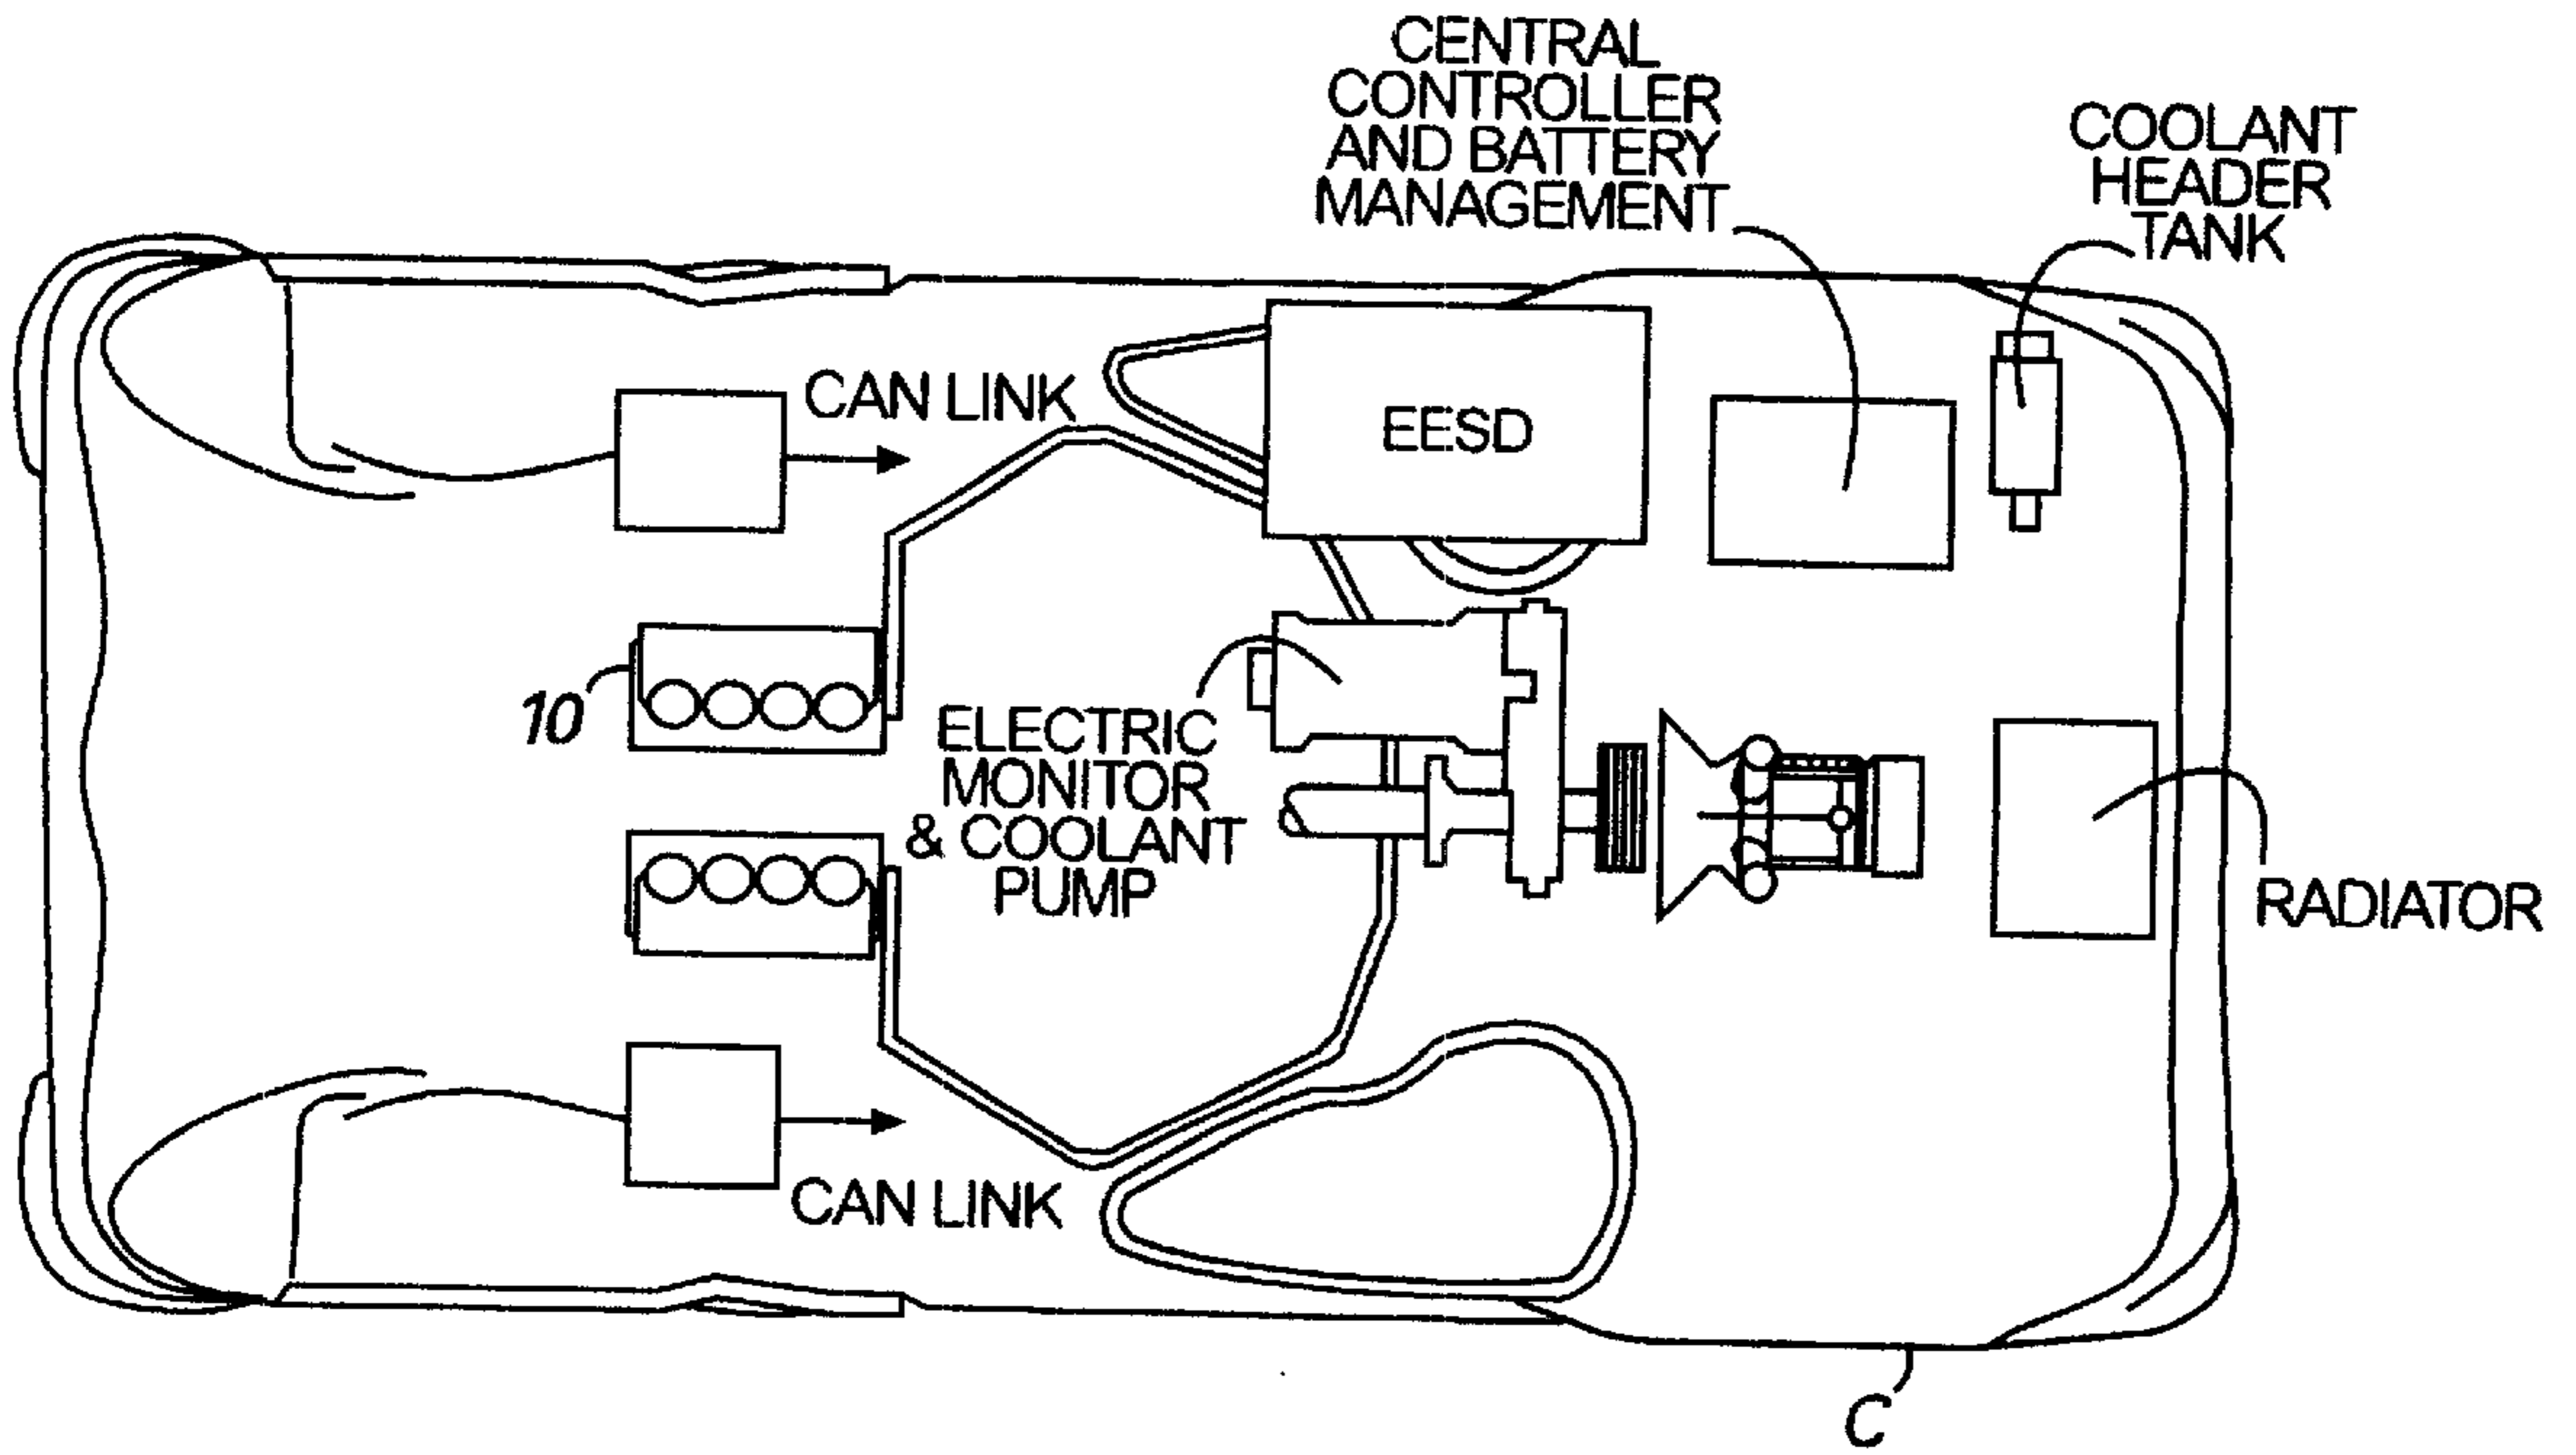 CENTRAL
CONTROLLER
AND BATTERY
MANAGEMENT
COOLANT
HEADER
TANK
CAN LINK
EESD
10
ELECTRIC
MONITOR
& COOLANT
PUMP
RADIATOR
CAN LINK
C